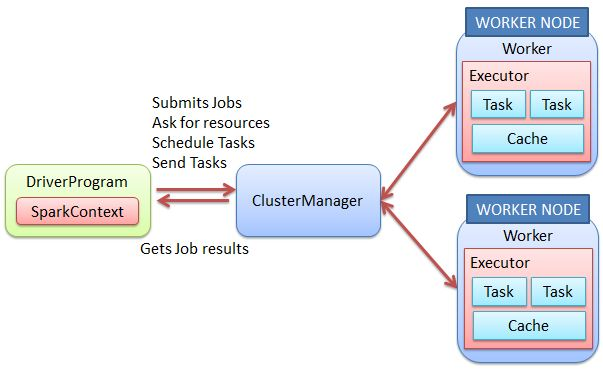 Submits Jobs
Ask for resources
Schedule Tasks
Send Tasks
DriverProgram
SparkContext
Gets Job results
ClusterManager
WORKER NODE
Worker
Executor
Task Task
Cache
WORKER NODE
Worker
Executor
Task Task
Cache